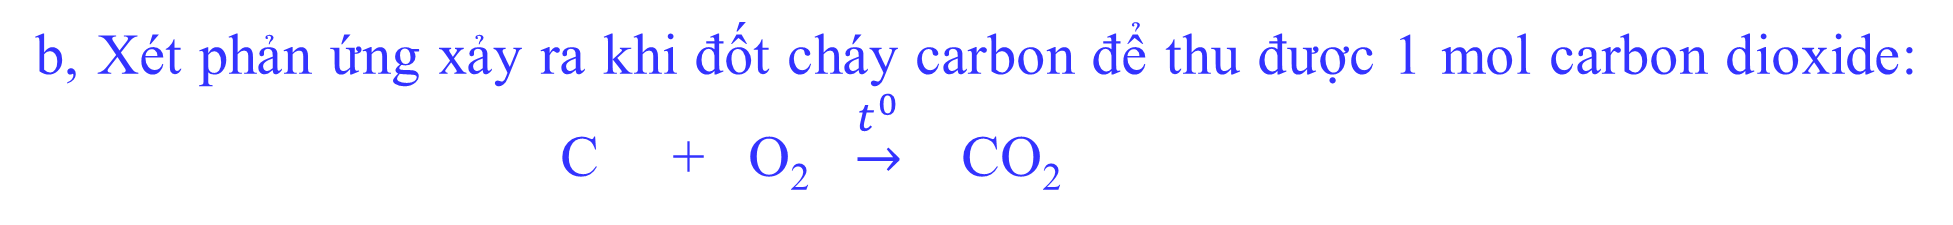 b, Xét phản ứng xảy ra khi đốt cháy carbon để thu được 1 mol carbon dioxide:
C + O₂ \xrightarrow{t⁰} CO₂